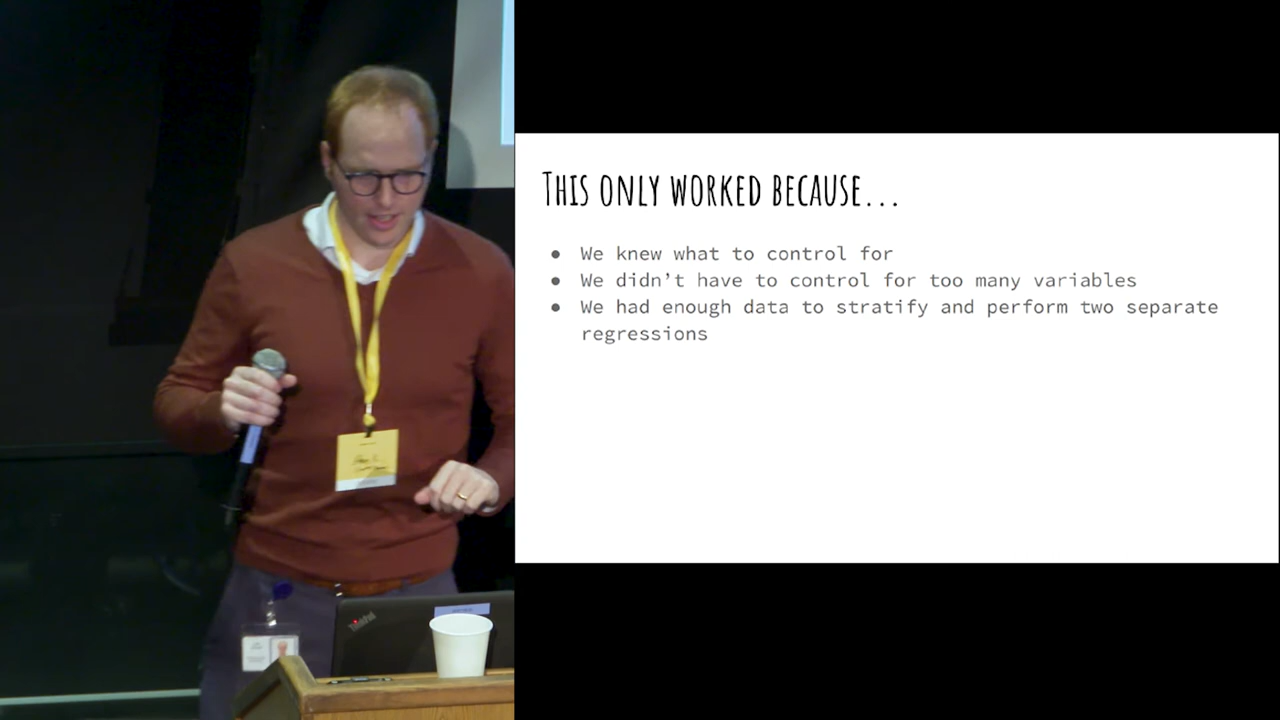 THIS ONLY WORKED BECAUSE...
● We knew what to control for
● We didn't have to control for too many variables
● We had enough data to stratify and perform two separate
regressions
ThinkPad